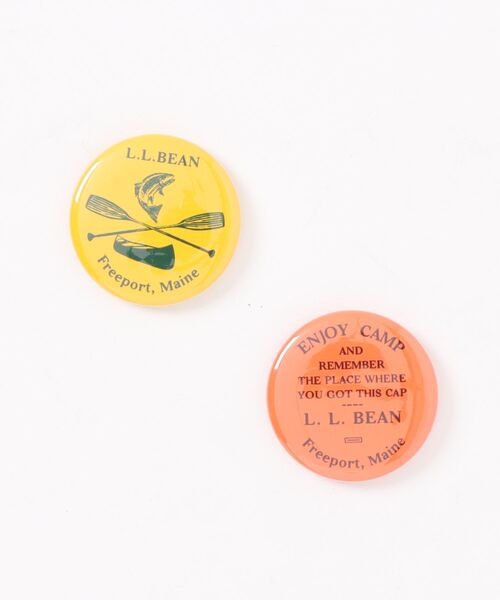 L.L.BEAN
Freeport, Maine
ENJOY CAMP
AND
REMEMBER
THE PLACE WHERE
YOU GOT THIS CAP
L. L. BEAN
Freeport, Maine